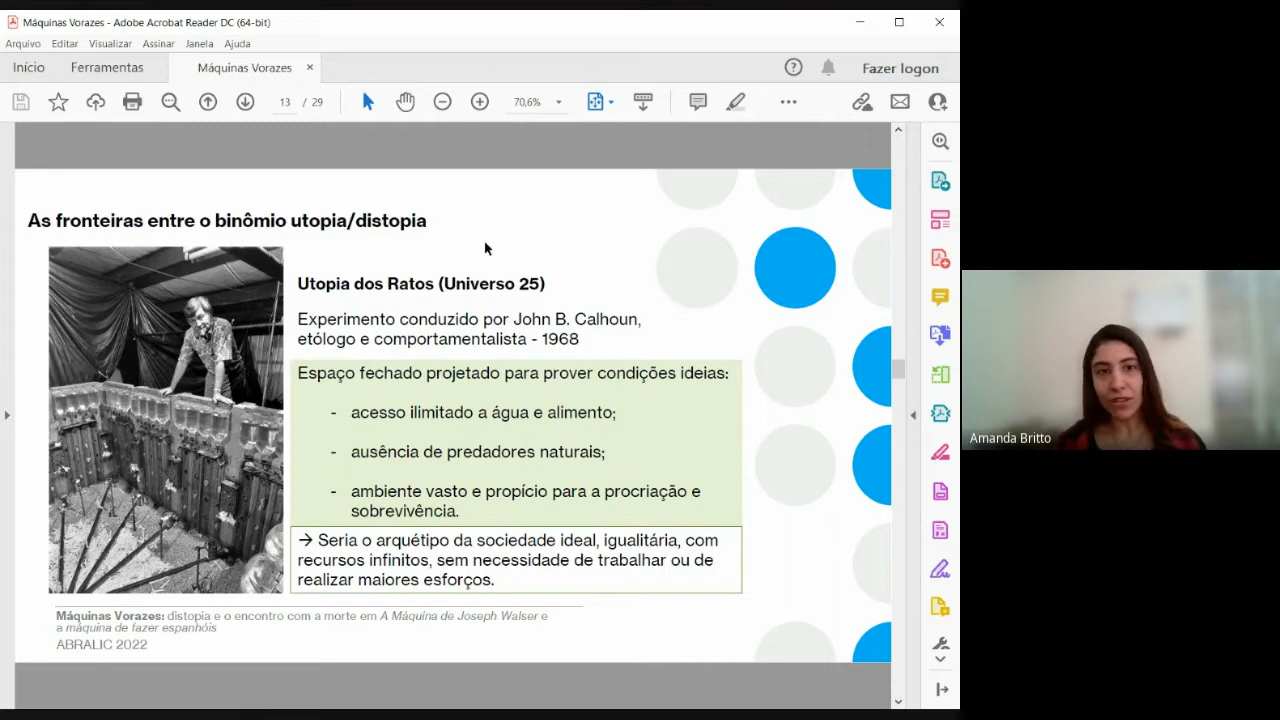 Máquinas Vorazes - Adobe Acrobat Reader DC (64-bit)
Arquivo Editar Visualizar Assinar Janela Ajuda
Início Ferramentas Máquinas Vorazes × Fazer logon
13 / 29 70,6%
As fronteiras entre o binômio utopia/distopia
Utopia dos Ratos (Universo 25)
Experimento conduzido por John B. Calhoun,
etólogo e comportamentalista - 1968
Espaço fechado projetado para prover condições ideias:
- acesso ilimitado a água e alimento;
- ausência de predadores naturais;
- ambiente vasto e propício para a procriação e
sobrevivência.
→ Seria o arquétipo da sociedade ideal, igualitária, com
recursos infinitos, sem necessidade de trabalhar ou de
realizar maiores esforços.
Máquinas Vorazes: distopia e o encontro com a morte em A Máquina de Joseph Walser e
a máquina de fazer espanhóis
ABRALIC 2022
Amanda Britto